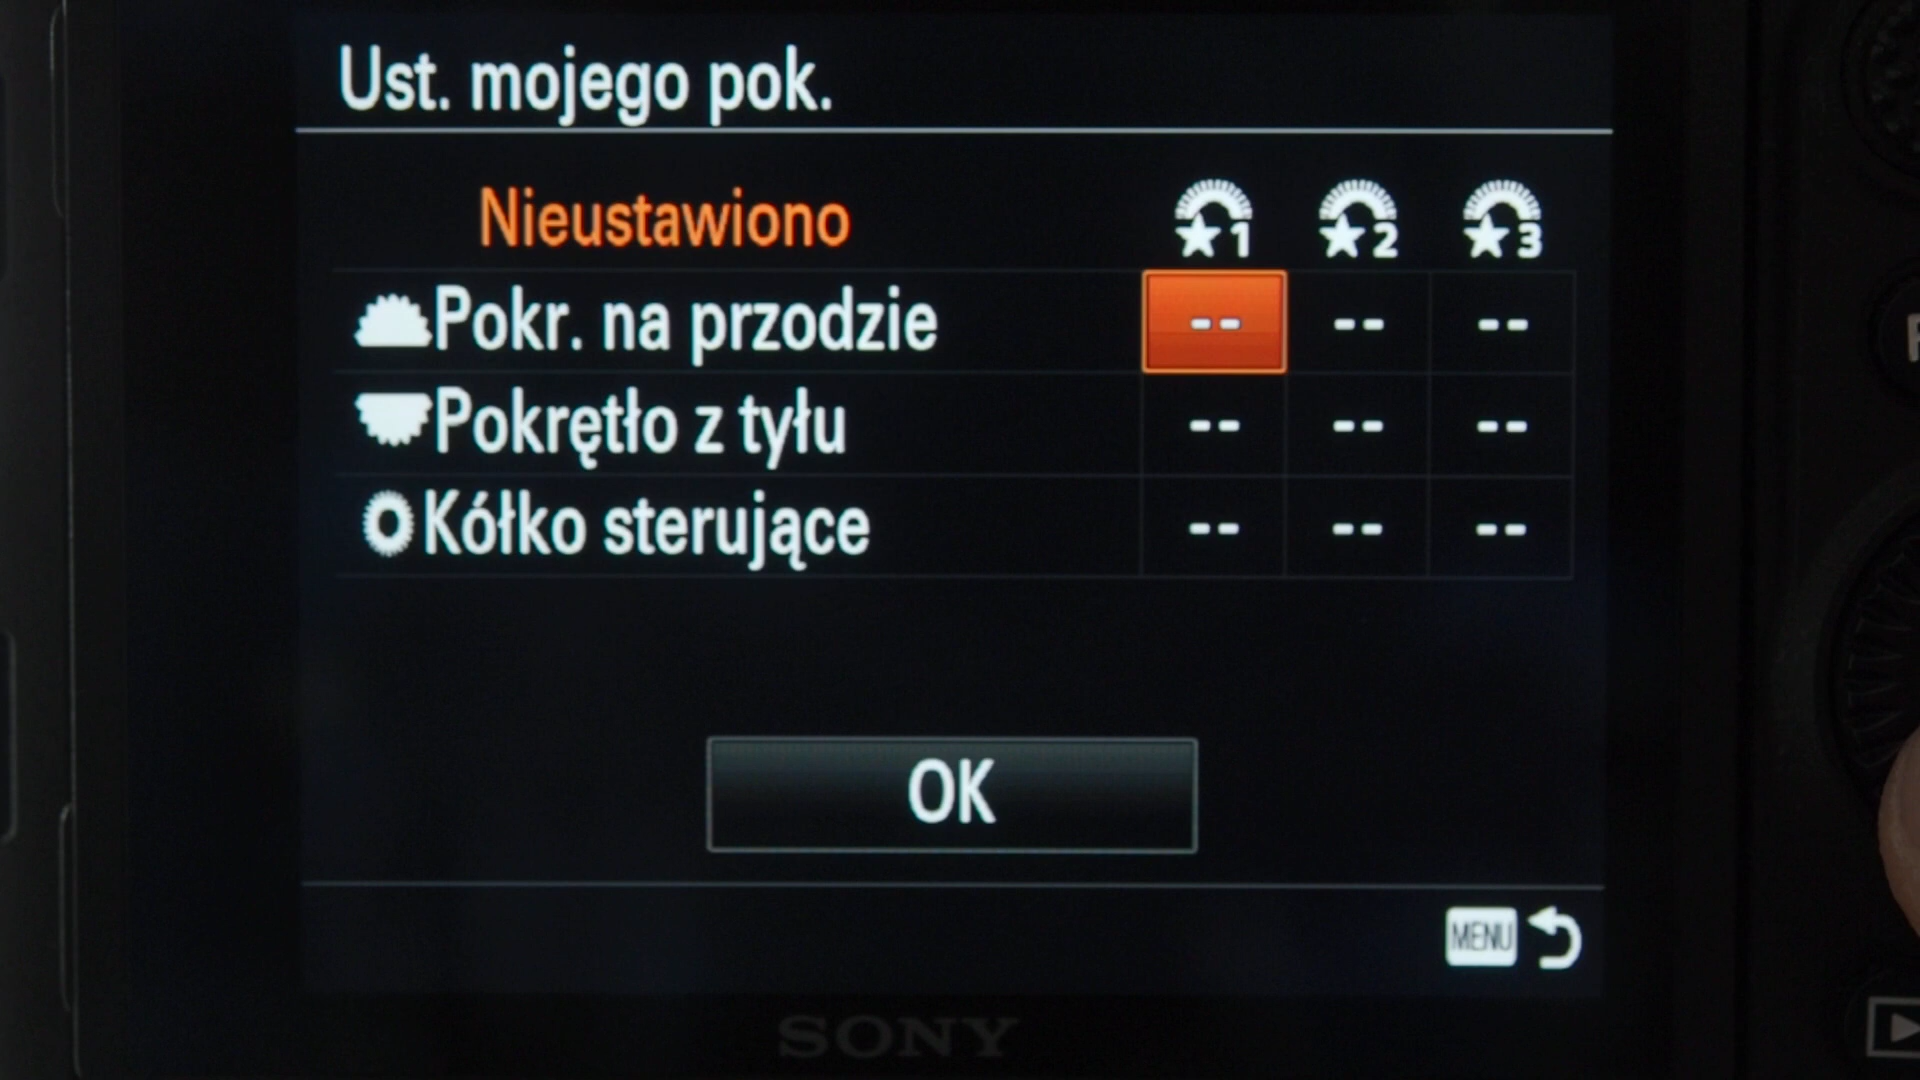 Ust. mojego pok.
Nieustawiono ★1 ★2 ★3
Pokr. na przodzie -- -- --
Pokrętło z tyłu -- -- --
Kółko sterujące -- -- --
OK
MENU
SONY